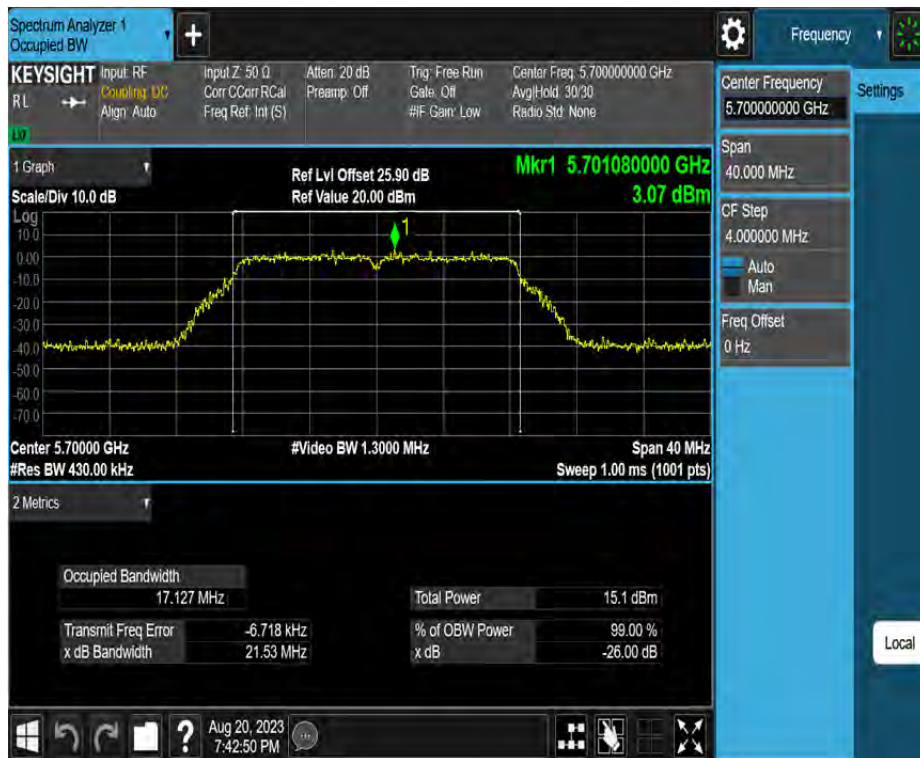 Spectrum Analyzer 1
Occupied BW
Frequency
KEYSIGHT
RL
Input: RF
Coupling: DC
Align: Auto
Input Z: 50 Ω
Corr CCorr RCal
Freq Ref: Int (S)
Atten: 20 dB
Preamp: Off
Trig: Free Run
Gate: Off
#IF Gain: Low
Center Freq: 5.700000000 GHz
Avg|Hold: 30/30
Radio Std: None
Center Frequency
5.700000000 GHz
Settings
Span
40.000 MHz
CF Step
4.000000 MHz
Auto
Man
Freq Offset
0 Hz
1 Graph
Scale/Div 10.0 dB
Ref Lvl Offset 25.90 dB
Ref Value 20.00 dBm
Mkr1 5.701080000 GHz
3.07 dBm
Log
10.0
0.00
-10.0
-20.0
-30.0
-40.0
-50.0
-60.0
-70.0
1
Center 5.70000 GHz
#Video BW 1.3000 MHz
Span 40 MHz
#Res BW 430.00 kHz
Sweep 1.00 ms (1001 pts)
2 Metrics
Occupied Bandwidth
17.127 MHz
Total Power 15.1 dBm
Transmit Freq Error -6.718 kHz
% of OBW Power 99.00 %
x dB Bandwidth 21.53 MHz
x dB -26.00 dB
Local
Aug 20, 2023
7:42:50 PM